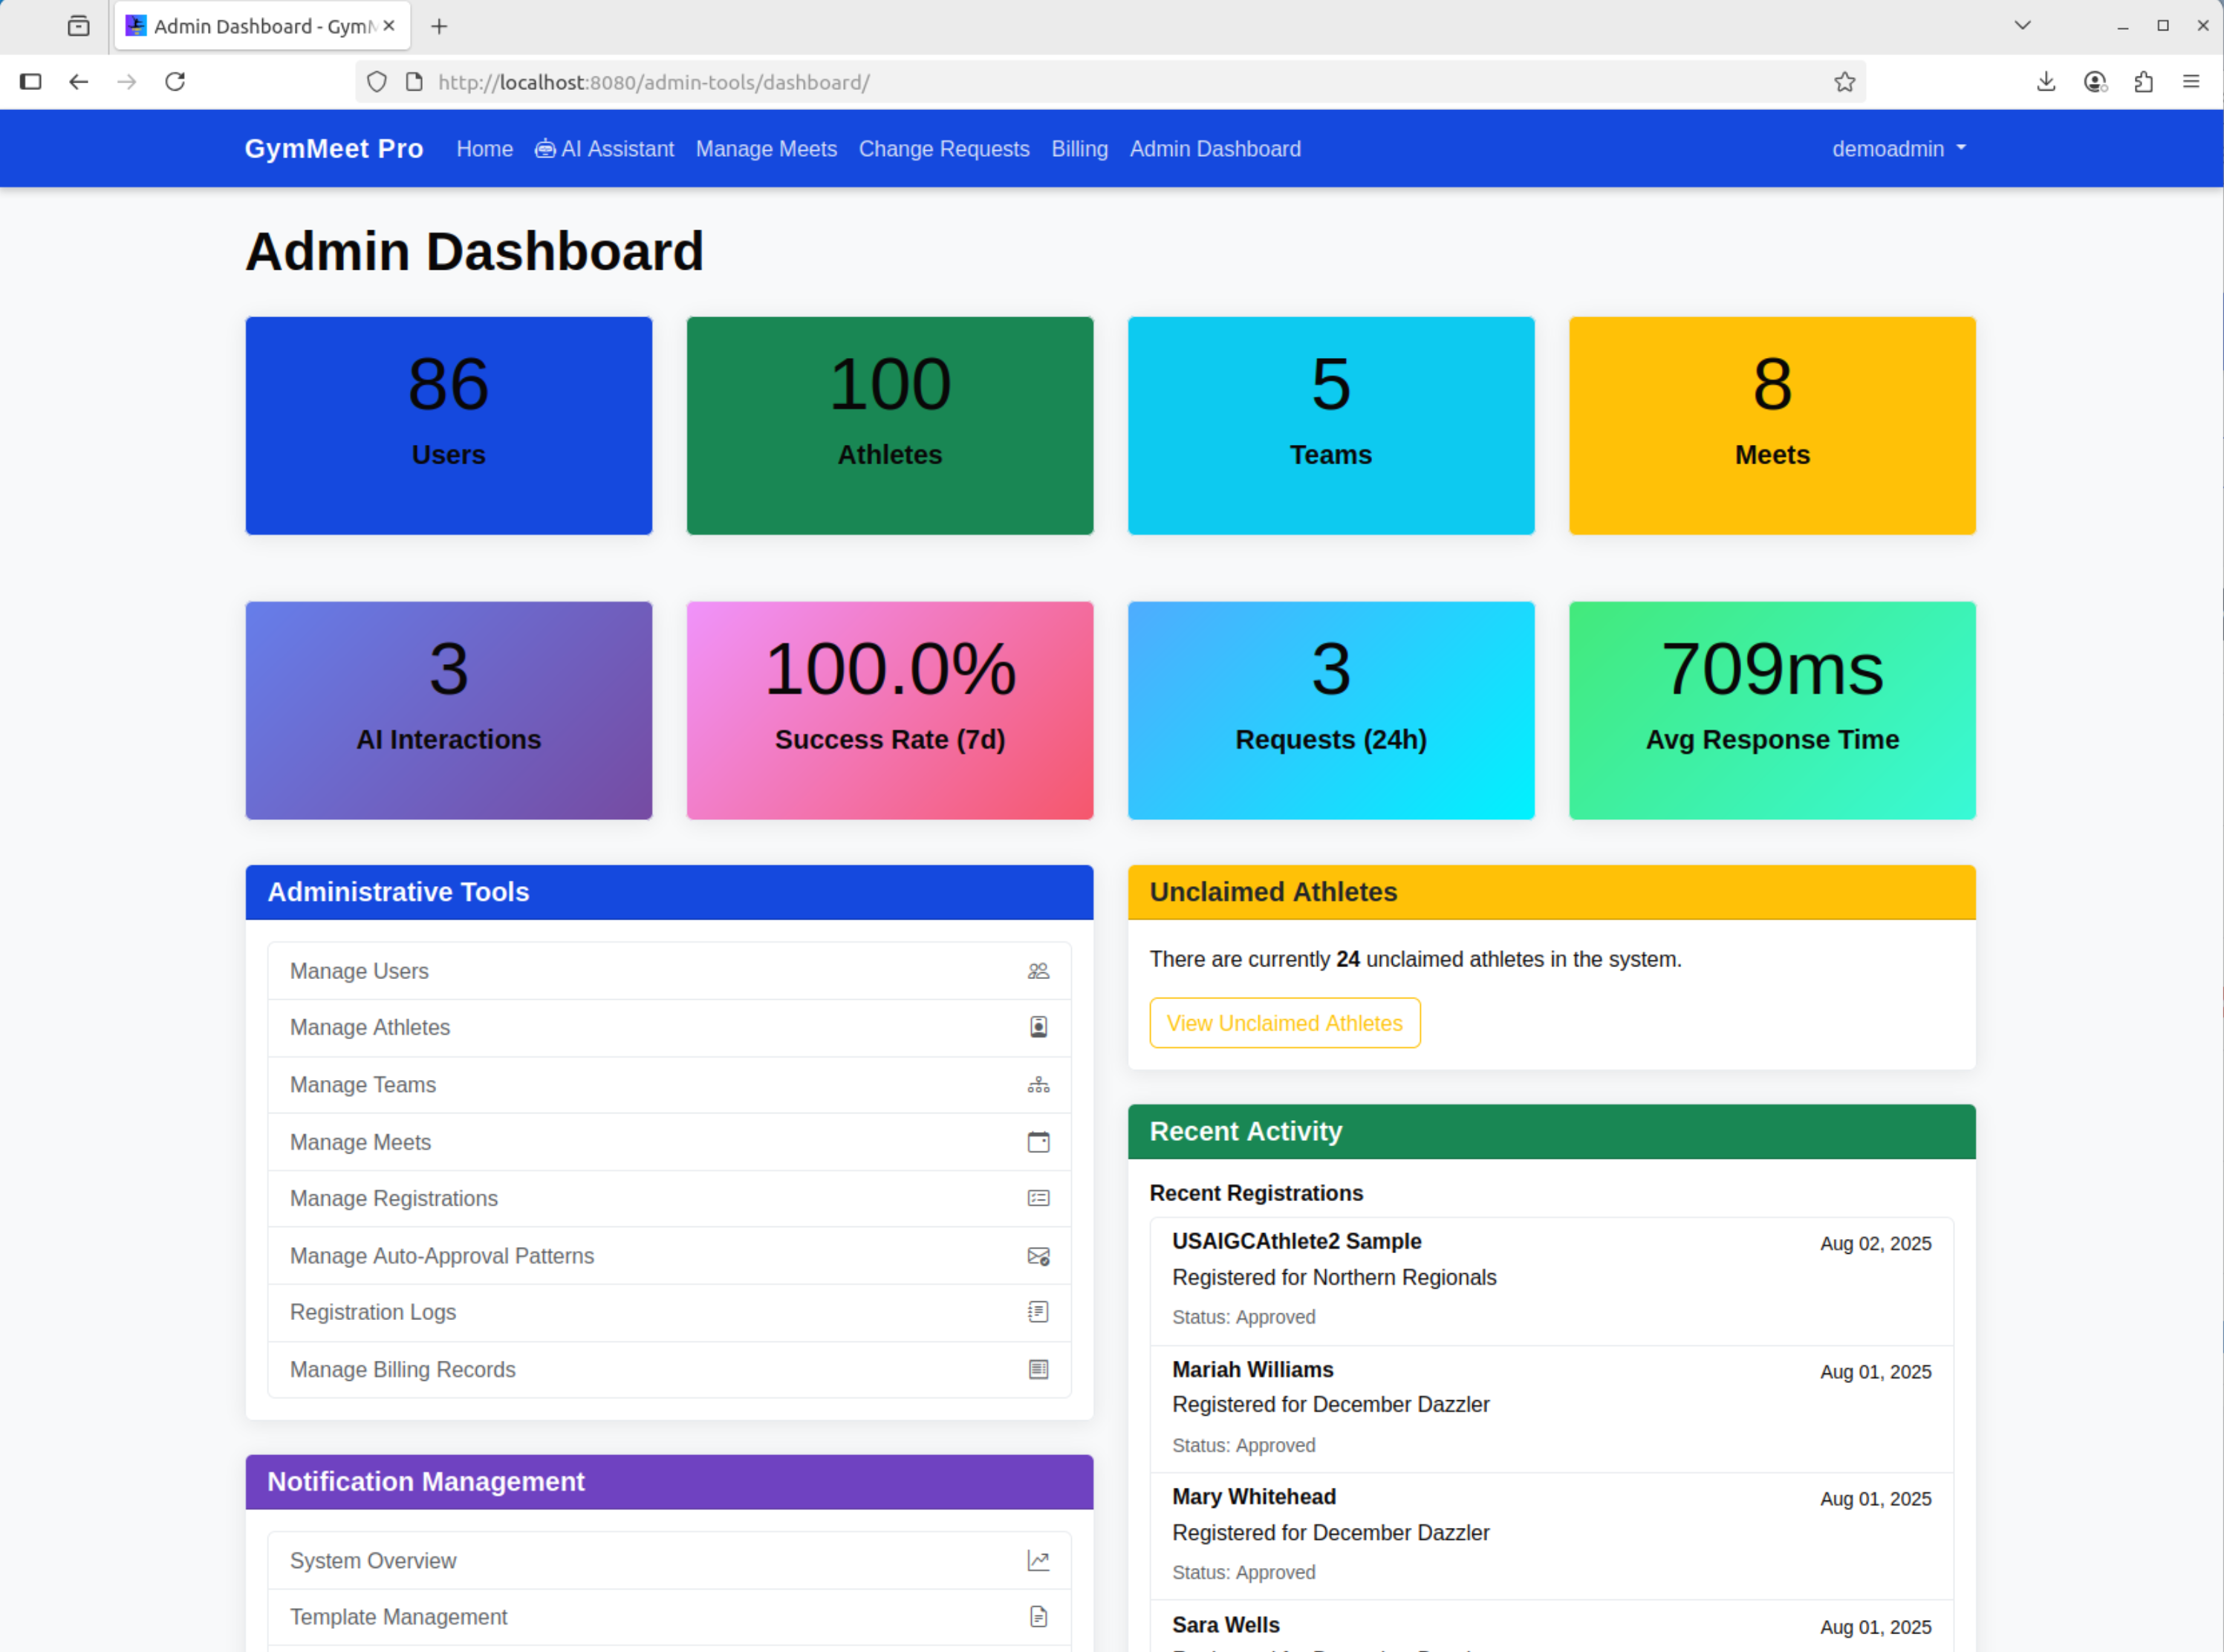 Admin Dashboard - Gym
http://localhost:8080/admin-tools/dashboard/
GymMeet Pro Home AI Assistant Manage Meets Change Requests Billing Admin Dashboard demoadmin
Admin Dashboard
86
Users
100
Athletes
5
Teams
8
Meets
3
AI Interactions
100.0%
Success Rate (7d)
3
Requests (24h)
709ms
Avg Response Time
Administrative Tools
Manage Users
Manage Athletes
Manage Teams
Manage Meets
Manage Registrations
Manage Auto-Approval Patterns
Registration Logs
Manage Billing Records
Notification Management
System Overview
Template Management
Unclaimed Athletes
There are currently 24 unclaimed athletes in the system.
View Unclaimed Athletes
Recent Activity
Recent Registrations
USAIGCAthlete2 Sample Aug 02, 2025
Registered for Northern Regionals
Status: Approved
Mariah Williams Aug 01, 2025
Registered for December Dazzler
Status: Approved
Mary Whitehead Aug 01, 2025
Registered for December Dazzler
Status: Approved
Sara Wells Aug 01, 2025